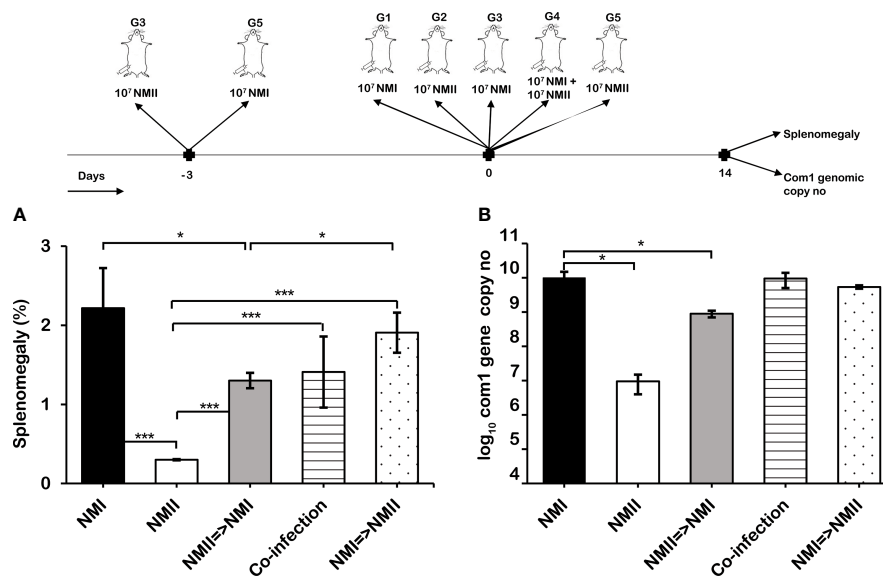 G3
G5
G1
G2
G3
G4
G5
10⁷ NMII
10⁷ NMI
10⁷ NMI
10⁷ NMII
10⁷ NMI
10⁷ NMI +
10⁷ NMII
10⁷ NMII
Splenomegaly
Days
-3
0
14
Com1 genomic
copy no
A
Splenomegaly (%)
3
2
1
0
*
*
***
***
***
***
NMI
NMII
NMII=>NMI
Co-infection
NMI=>NMII
B
log₁₀ com1 gene copy no
11
10
9
8
7
6
5
4
*
*
NMI
NMII
NMII=>NMI
Co-infection
NMI=>NMII